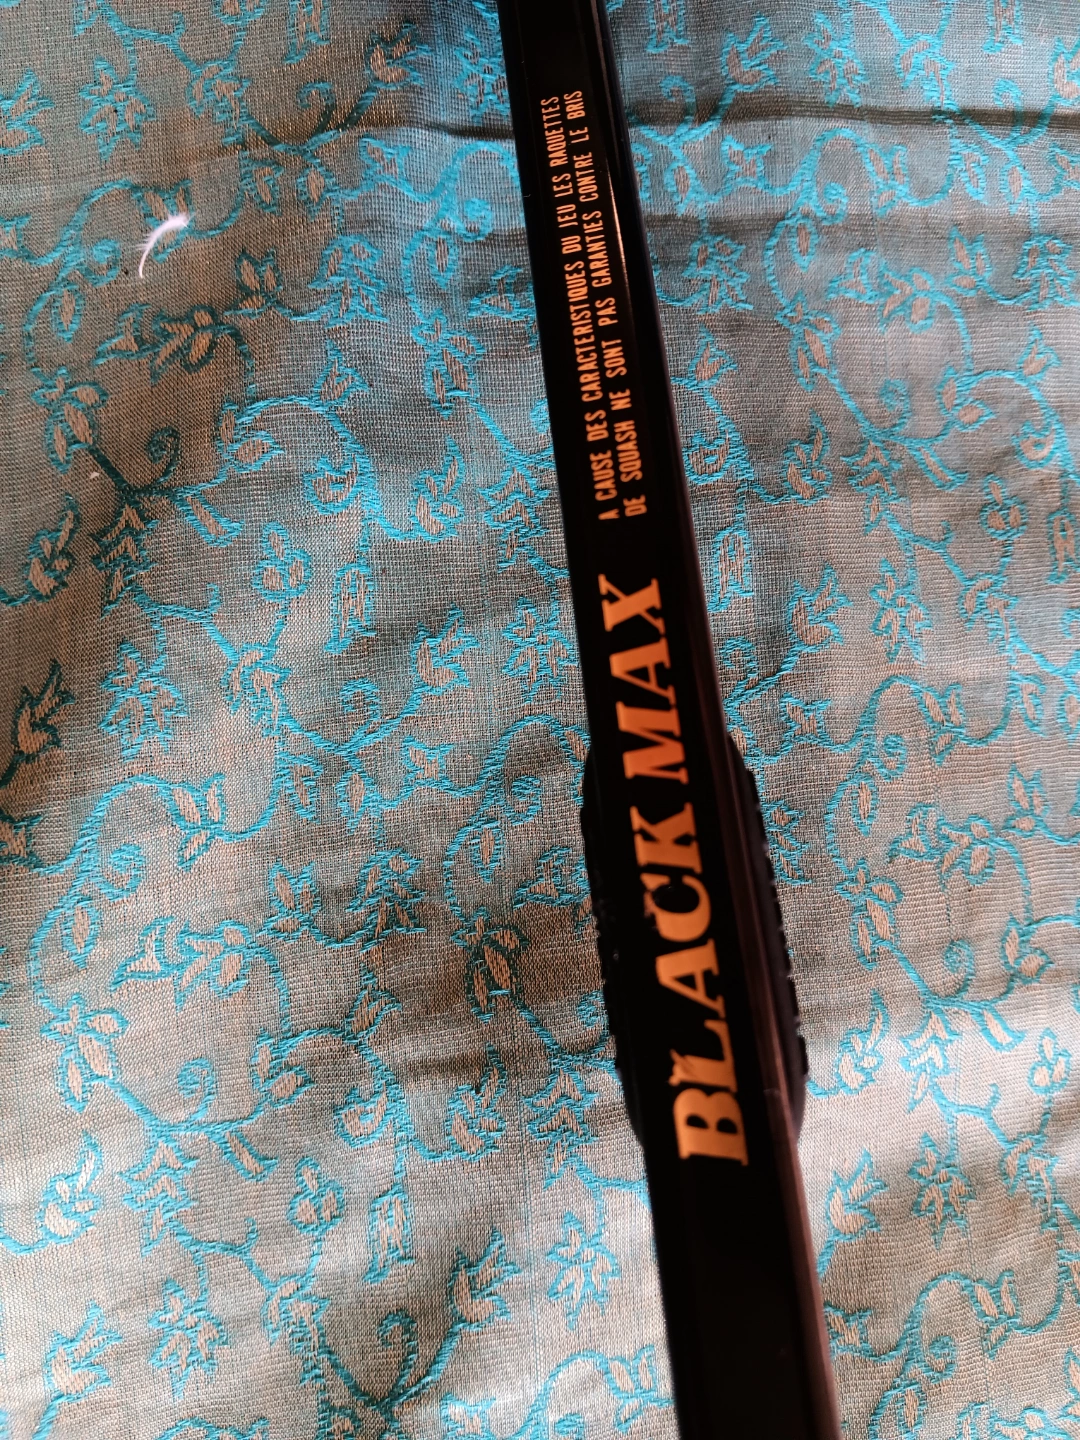 A CAUSE DES CARACTERISTIQUES DU JEU LES RAQUETTES
DE SQUASH NE SONT PAS GARANTIES CONTRE LE BRIS
BLACK MAX